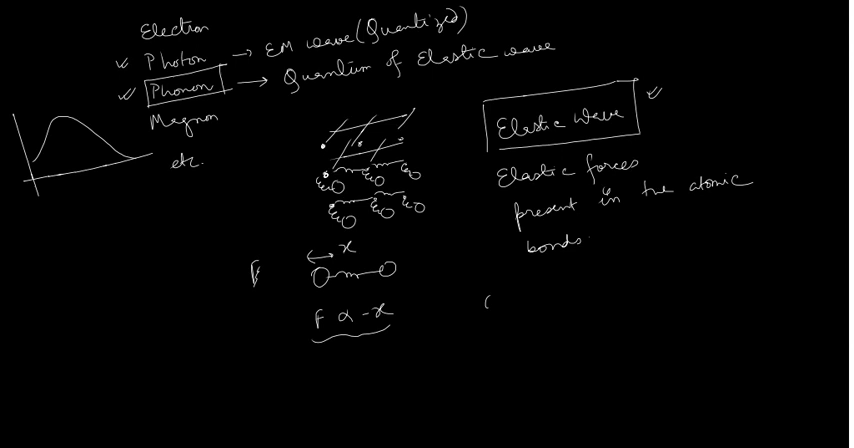 Electron
Photon → EM wave (Quantized)
Phonon → Quantum of Elastic wave
Magnon
etc.
Elastic Wave
Elastic forces
present in the atomic
bonds.
x
F
F α -x